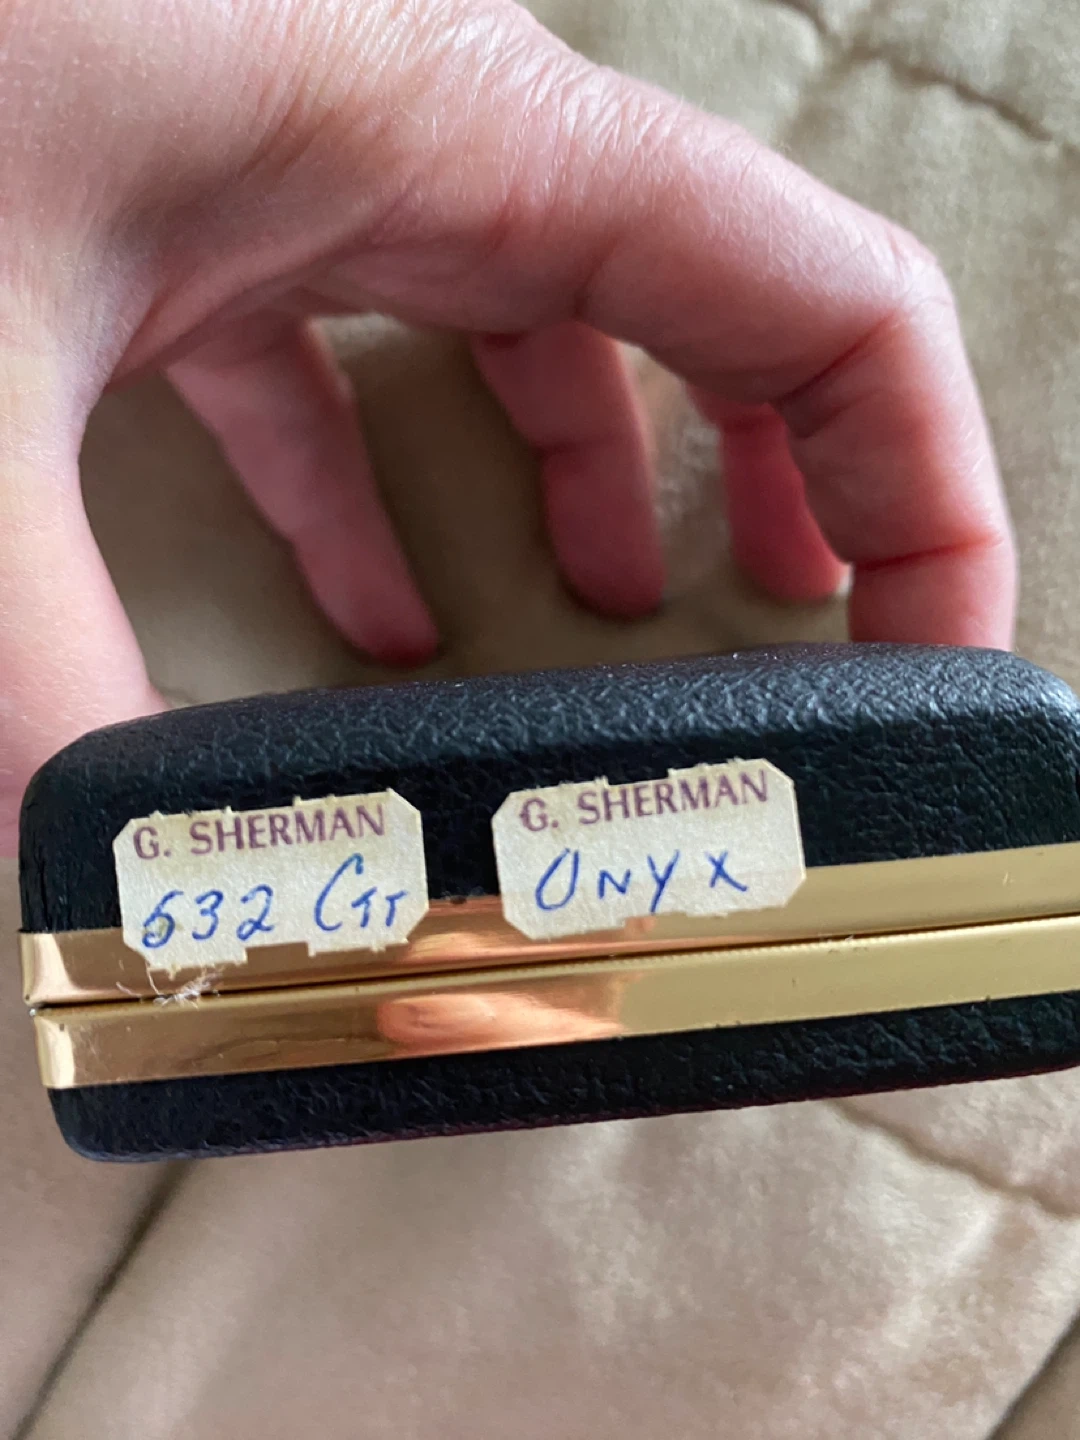 G. SHERMAN
532 CTT
G. SHERMAN
ONYX